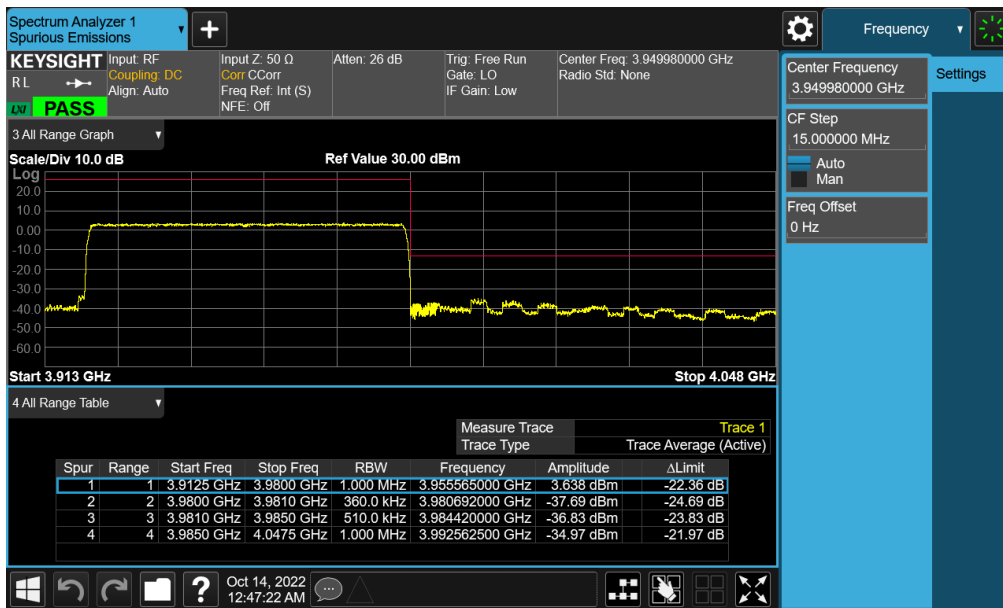 Spectrum Analyzer 1
Spurious Emissions
Frequency
KEYSIGHT
R L
LXI
PASS
Input: RF
Coupling: DC
Align: Auto
Input Z: 50 Ω
Corr CCorr
Freq Ref: Int (S)
NFE: Off
Atten: 26 dB
Trig: Free Run
Gate: LO
IF Gain: Low
Center Freq: 3.949980000 GHz
Radio Std: None
Center Frequency
3.949980000 GHz
Settings
CF Step
15.000000 MHz
Auto
Man
Freq Offset
0 Hz
3 All Range Graph
Scale/Div 10.0 dB Ref Value 30.00 dBm
Log
20.0
10.0
0.00
-10.0
-20.0
-30.0
-40.0
-50.0
-60.0
Start 3.913 GHz Stop 4.048 GHz
4 All Range Table
Measure Trace Trace 1
Trace Type Trace Average (Active)
Spur Range Start Freq Stop Freq RBW Frequency Amplitude ΔLimit
1 1 3.9125 GHz 3.9800 GHz 1.000 MHz 3.955565000 GHz 3.638 dBm -22.36 dB
2 2 3.9800 GHz 3.9810 GHz 360.0 kHz 3.980692000 GHz -37.69 dBm -24.69 dB
3 3 3.9810 GHz 3.9850 GHz 510.0 kHz 3.984420000 GHz -36.83 dBm -23.83 dB
4 4 3.9850 GHz 4.0475 GHz 1.000 MHz 3.992562500 GHz -34.97 dBm -21.97 dB
?
Oct 14, 2022
12:47:22 AM